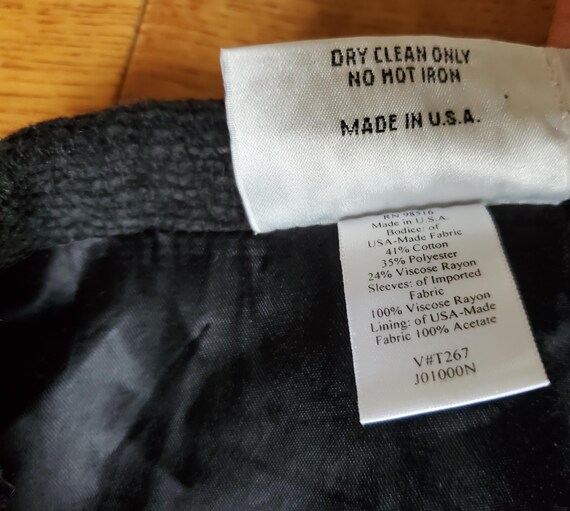 DRY CLEAN ONLY
NO HOT IRON
MADE IN U.S.A.
RN 98516
Made in U.S.A.
Bodice: of
USA-Made Fabric
41% Cotton
35% Polyester
24% Viscose Rayon
Sleeves: of Imported
Fabric
100% Viscose Rayon
Lining: of USA-Made
Fabric 100% Acetate
V#T267
J01000N